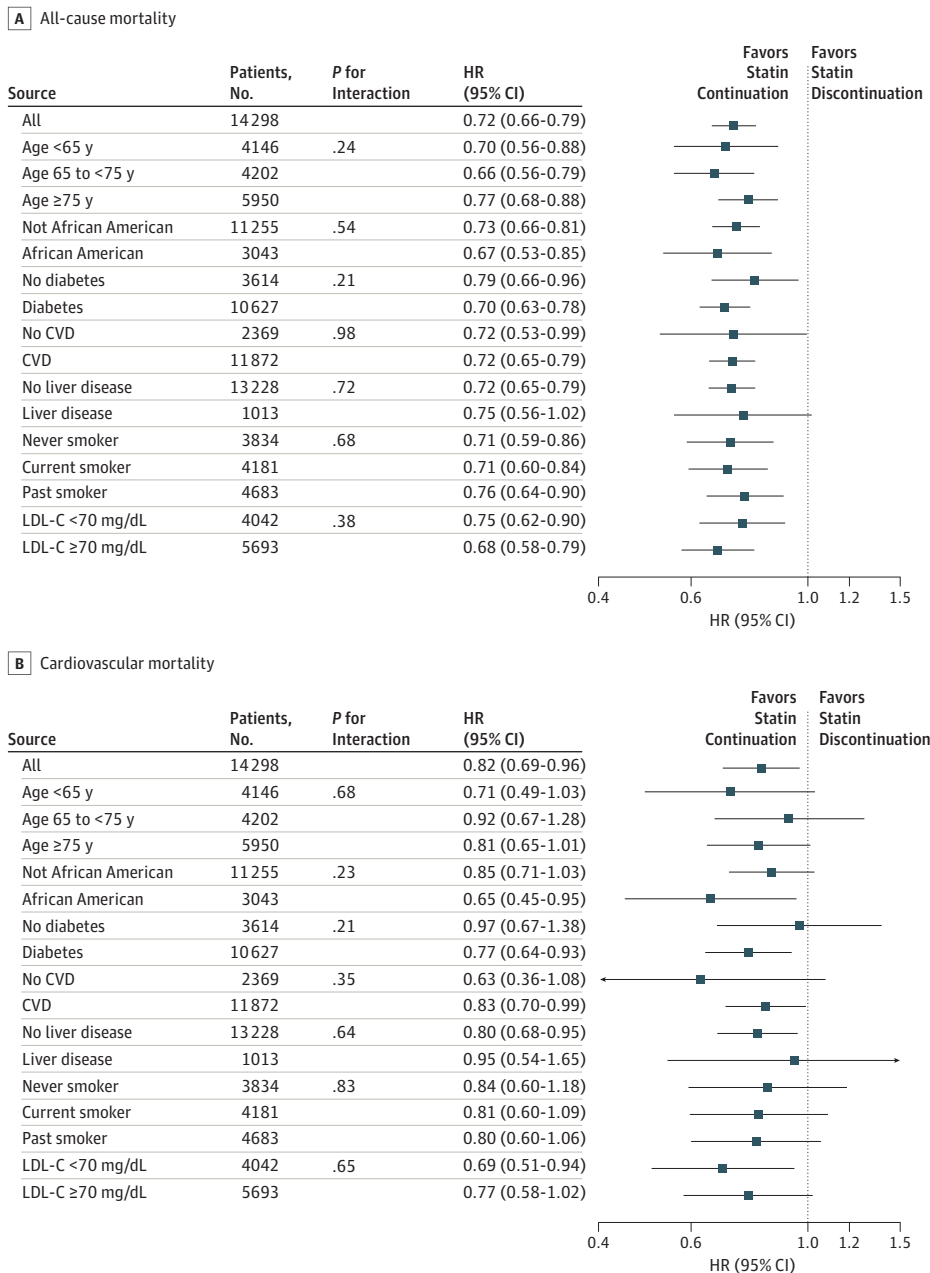 A All-cause mortality
Favors Favors
Patients, P for HR Statin Statin
Source No. Interaction (95% CI) Continuation Discontinuation
All 14298 0.72 (0.66-0.79)
Age <65 y 4146 .24 0.70 (0.56-0.88)
Age 65 to <75 y 4202 0.66 (0.56-0.79)
Age ≥75 y 5950 0.77 (0.68-0.88)
Not African American 11255 .54 0.73 (0.66-0.81)
African American 3043 0.67 (0.53-0.85)
No diabetes 3614 .21 0.79 (0.66-0.96)
Diabetes 10627 0.70 (0.63-0.78)
No CVD 2369 .98 0.72 (0.53-0.99)
CVD 11872 0.72 (0.65-0.79)
No liver disease 13228 .72 0.72 (0.65-0.79)
Liver disease 1013 0.75 (0.56-1.02)
Never smoker 3834 .68 0.71 (0.59-0.86)
Current smoker 4181 0.71 (0.60-0.84)
Past smoker 4683 0.76 (0.64-0.90)
LDL-C <70 mg/dL 4042 .38 0.75 (0.62-0.90)
LDL-C ≥70 mg/dL 5693 0.68 (0.58-0.79)
0.4 0.6 1.0 1.2 1.5
HR (95% CI)
B Cardiovascular mortality
Favors Favors
Patients, P for HR Statin Statin
Source No. Interaction (95% CI) Continuation Discontinuation
All 14298 0.82 (0.69-0.96)
Age <65 y 4146 .68 0.71 (0.49-1.03)
Age 65 to <75 y 4202 0.92 (0.67-1.28)
Age ≥75 y 5950 0.81 (0.65-1.01)
Not African American 11255 .23 0.85 (0.71-1.03)
African American 3043 0.65 (0.45-0.95)
No diabetes 3614 .21 0.97 (0.67-1.38)
Diabetes 10627 0.77 (0.64-0.93)
No CVD 2369 .35 0.63 (0.36-1.08)
CVD 11872 0.83 (0.70-0.99)
No liver disease 13228 .64 0.80 (0.68-0.95)
Liver disease 1013 0.95 (0.54-1.65)
Never smoker 3834 .83 0.84 (0.60-1.18)
Current smoker 4181 0.81 (0.60-1.09)
Past smoker 4683 0.80 (0.60-1.06)
LDL-C <70 mg/dL 4042 .65 0.69 (0.51-0.94)
LDL-C ≥70 mg/dL 5693 0.77 (0.58-1.02)
0.4 0.6 1.0 1.2 1.5
HR (95% CI)